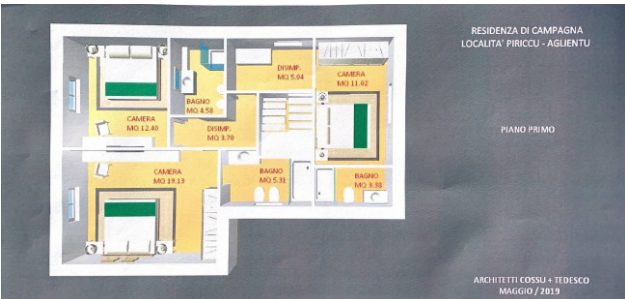 RESIDENZA DI CAMPAGNA
LOCALITA' PIRICCU - AGLIENTU
DISIMP.
MQ 5.04
CAMERA
MQ 11.62
BAGNO
MQ 4.58
CAMERA
MQ 12.40
DISIMP.
MQ 3.70
PIANO PRIMO
CAMERA
MQ 19.13
BAGNO
MQ 5.31
BAGNO
MQ 3.38
ARCHITETTI COSSU + TEDESCO
MAGGIO / 2019